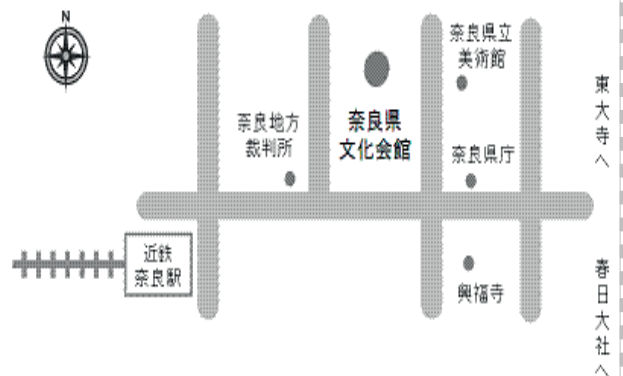 N
奈良県立
美術館
奈良地方
裁判所
奈良県
文化会館
奈良県庁
近鉄
奈良駅
興福寺
東大寺へ
春日大社へ